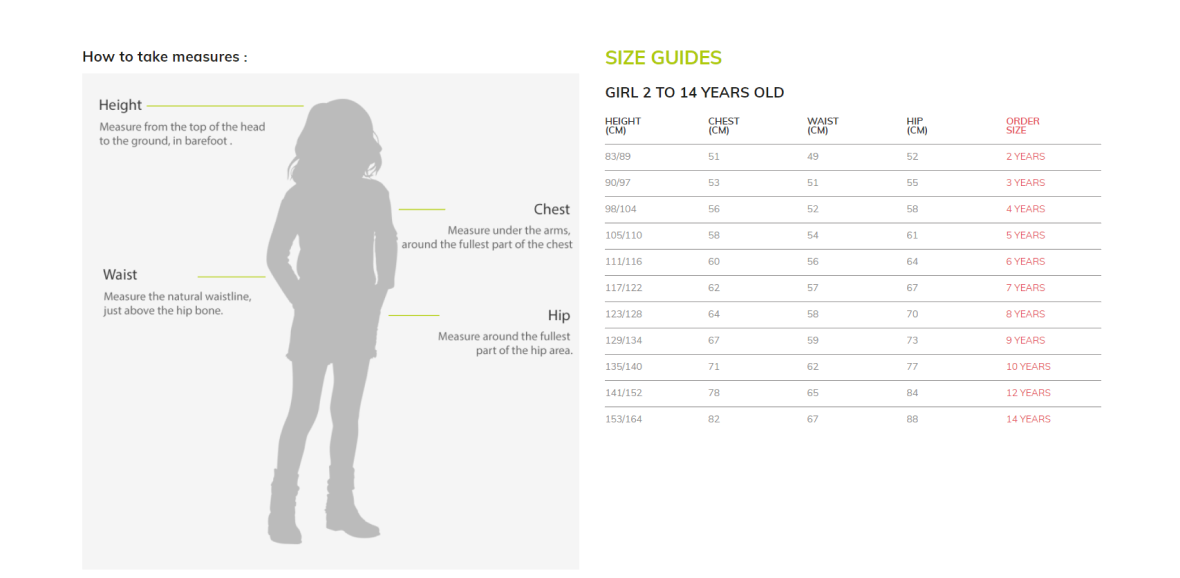 How to take measures :
Height
Measure from the top of the head
to the ground, in barefoot .
Chest
Measure under the arms,
around the fullest part of the chest
Waist
Measure the natural waistline,
just above the hip bone.
Hip
Measure around the fullest
part of the hip area.
SIZE GUIDES
GIRL 2 TO 14 YEARS OLD
HEIGHT (CM) CHEST (CM) WAIST (CM) HIP (CM) ORDER SIZE
83/89 51 49 52 2 YEARS
90/97 53 51 55 3 YEARS
98/104 56 52 58 4 YEARS
105/110 58 54 61 5 YEARS
111/116 60 56 64 6 YEARS
117/122 62 57 67 7 YEARS
123/128 64 58 70 8 YEARS
129/134 67 59 73 9 YEARS
135/140 71 62 77 10 YEARS
141/152 78 65 84 12 YEARS
153/164 82 67 88 14 YEARS